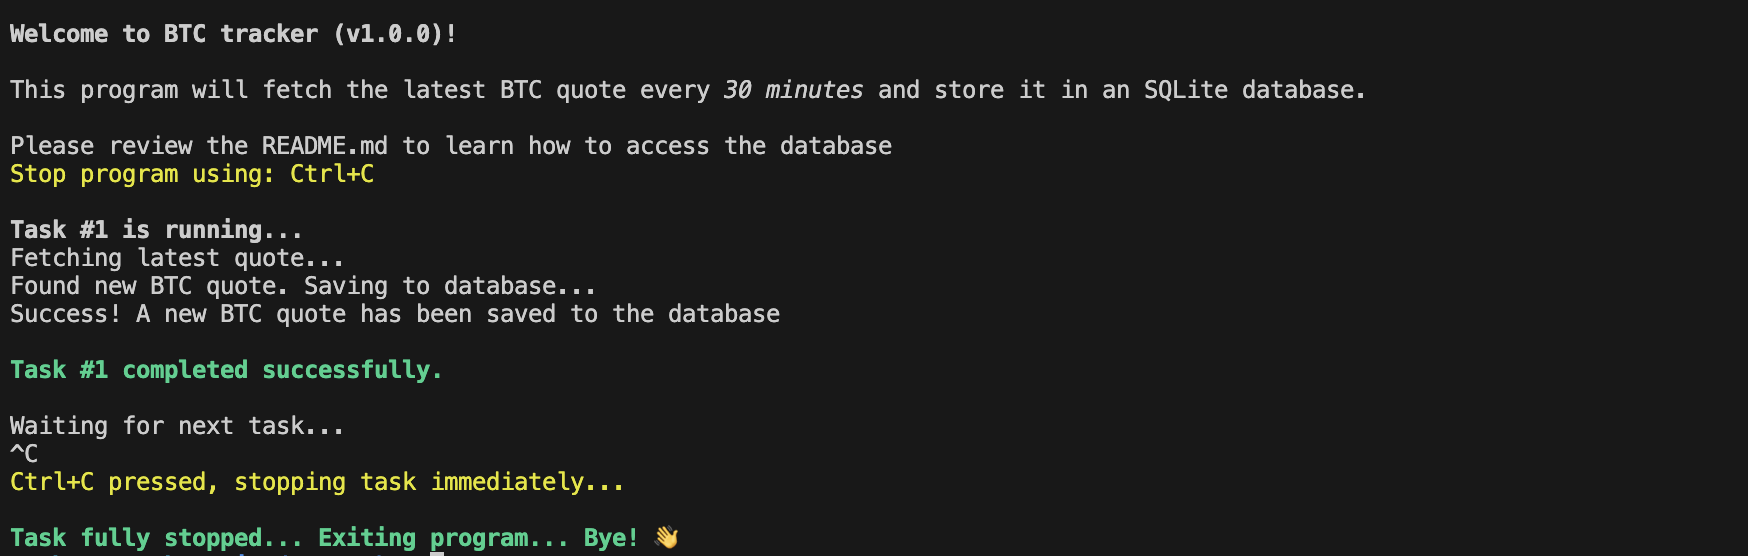 Welcome to BTC tracker (v1.0.0)!
This program will fetch the latest BTC quote every 30 minutes and store it in an SQLite database.
Please review the README.md to learn how to access the database
Stop program using: Ctrl+C
Task #1 is running...
Fetching latest quote...
Found new BTC quote. Saving to database...
Success! A new BTC quote has been saved to the database
Task #1 completed successfully.
Waiting for next task...
^C
Ctrl+C pressed, stopping task immediately...
Task fully stopped... Exiting program... Bye! 👋